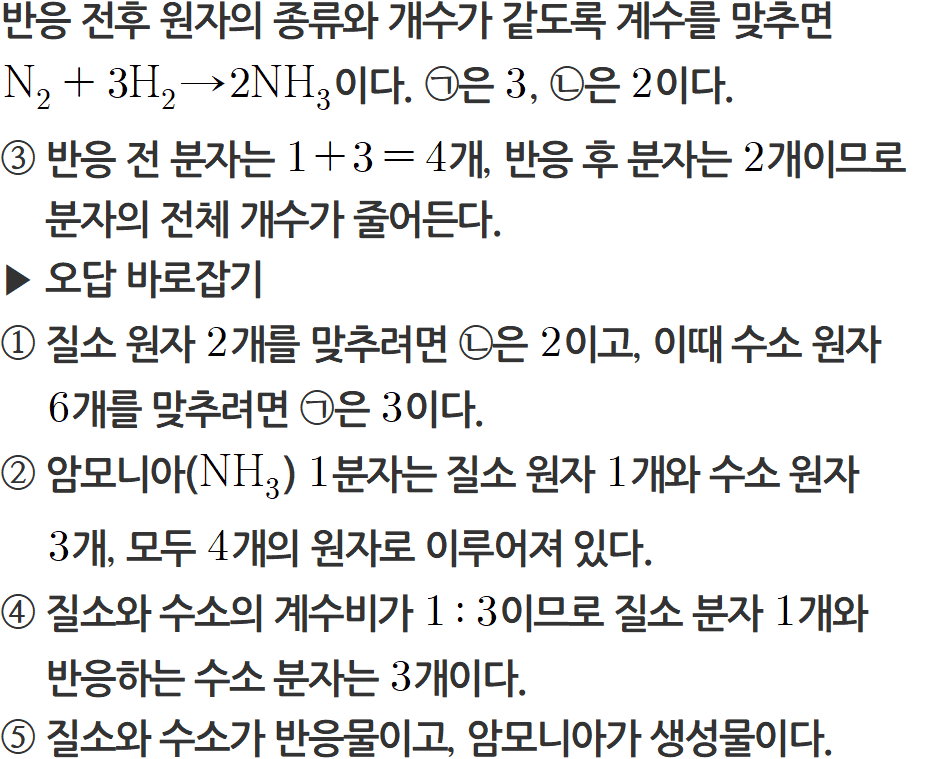 반응 전후 원자의 종류와 개수가 같도록 계수를 맞추면
N₂ + 3H₂ → 2NH₃이다. ㉠은 3, ㉡은 2이다.
③ 반응 전 분자는 1+3=4개, 반응 후 분자는 2개이므로
분자의 전체 개수가 줄어든다.
▶ 오답 바로잡기
① 질소 원자 2개를 맞추려면 ㉡은 2이고, 이때 수소 원자
6개를 맞추려면 ㉠은 3이다.
② 암모니아(NH₃) 1분자는 질소 원자 1개와 수소 원자
3개, 모두 4개의 원자로 이루어져 있다.
④ 질소와 수소의 계수비가 1 : 3이므로 질소 분자 1개와
반응하는 수소 분자는 3개이다.
⑤ 질소와 수소가 반응물이고, 암모니아가 생성물이다.